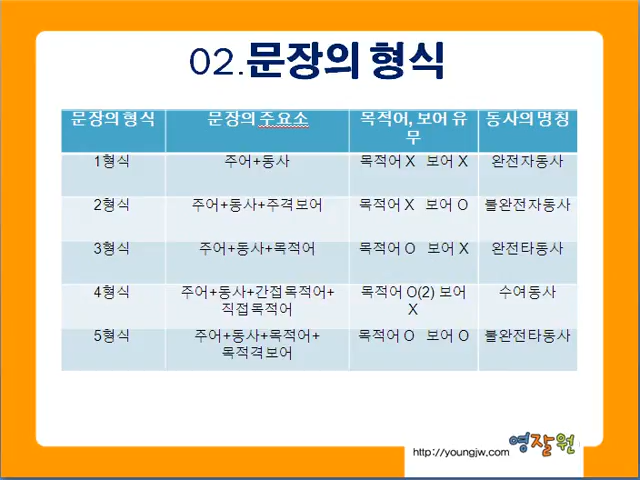 02.문장의 형식
문장의 형식 문장의 주요소 목적어, 보어 유무 동사의 명칭
1형식 주어+동사 목적어 X 보어 X 완전자동사
2형식 주어+동사+주격보어 목적어 X 보어 O 불완전자동사
3형식 주어+동사+목적어 목적어 O 보어 X 완전타동사
4형식 주어+동사+간접목적어+직접목적어 목적어 O(2) 보어 X 수여동사
5형식 주어+동사+목적어+목적격보어 목적어 O 보어 O 불완전타동사
http://youngjw.com 영잘원